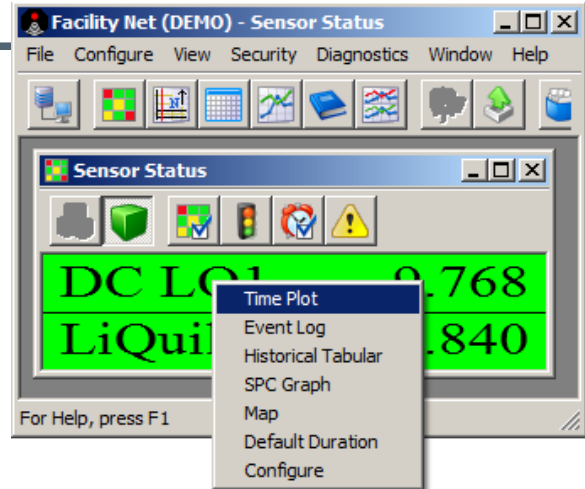 Facility Net (DEMO) - Sensor Status
File Configure View Security Diagnostics Window Help
Sensor Status
DC LQ1 9.768
LiQui .840
Time Plot
Event Log
Historical Tabular
SPC Graph
Map
Default Duration
Configure
For Help, press F1